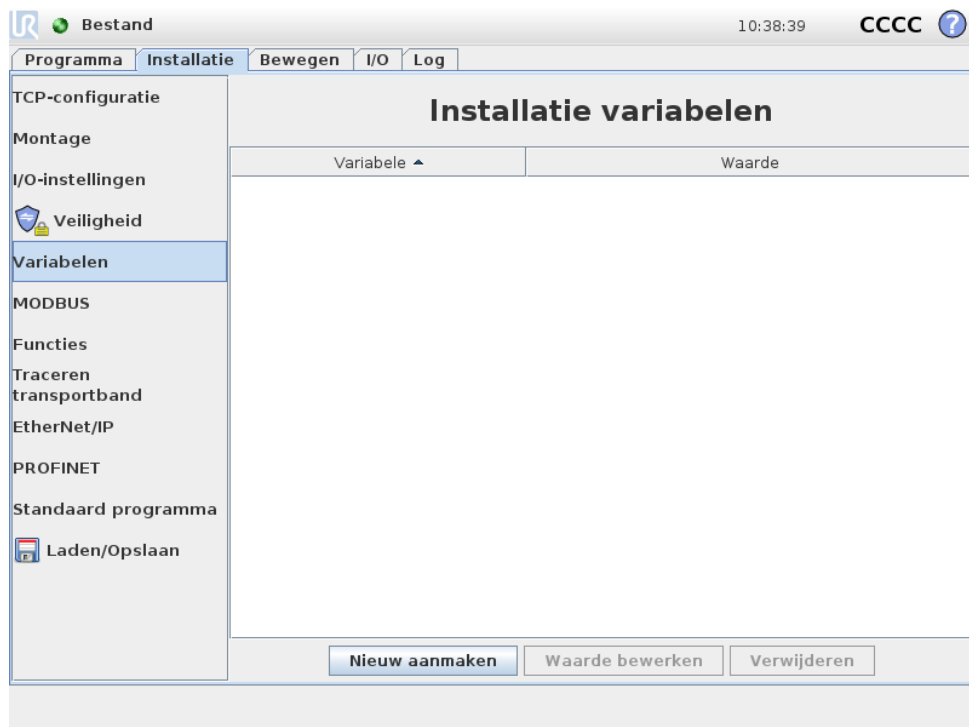 UR Bestand 10:38:39 CCCC ?
Programma Installatie Bewegen I/O Log
TCP-configuratie
Montage
I/O-instellingen
Veiligheid
Variabelen
MODBUS
Functies
Traceren
transportband
EtherNet/IP
PROFINET
Standaard programma
Laden/Opslaan
Installatie variabelen
Variabele Waarde
Nieuw aanmaken Waarde bewerken Verwijderen